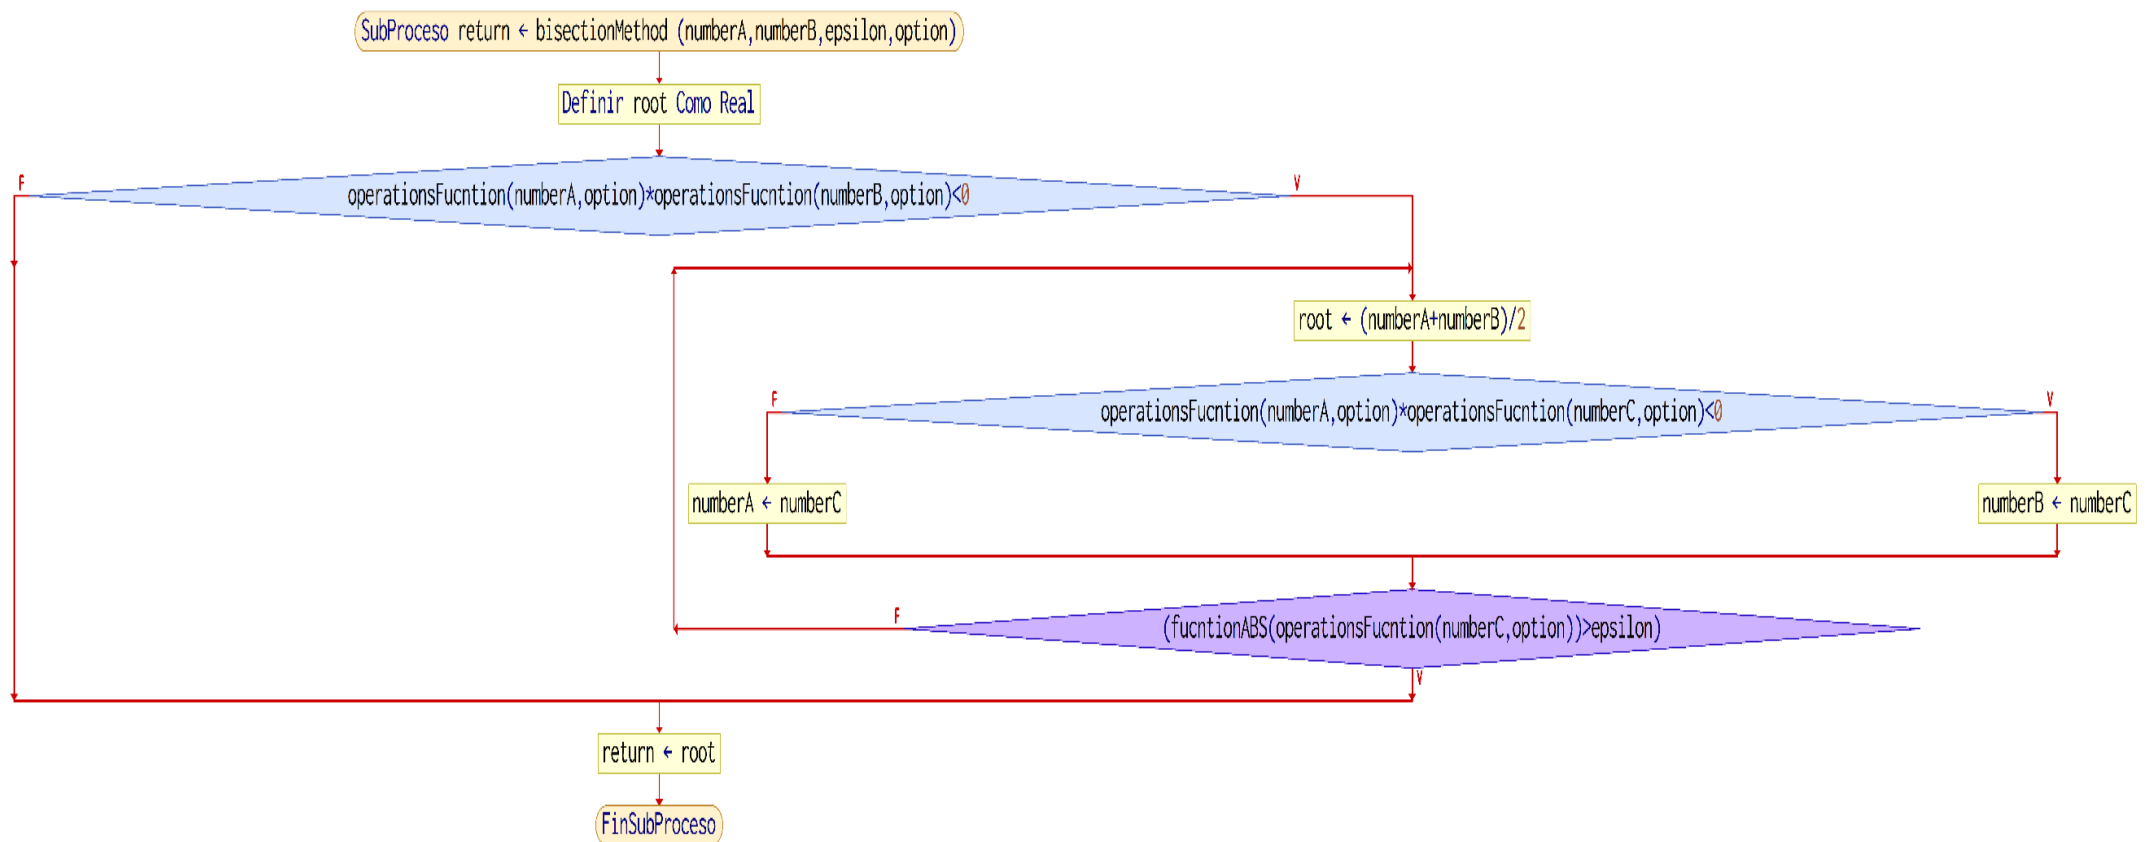 SubProceso return ← bisectionMethod (numberA,numberB,epsilon,option)
Definir root Como Real
F
V
operationsFucntion(numberA,option)*operationsFucntion(numberB,option)<0
root ← (numberA+numberB)/2
F
V
operationsFucntion(numberA,option)*operationsFucntion(numberC,option)<0
numberA ← numberC
numberB ← numberC
F
(fucntionABS(operationsFucntion(numberC,option))>epsilon)
V
return ← root
FinSubProceso